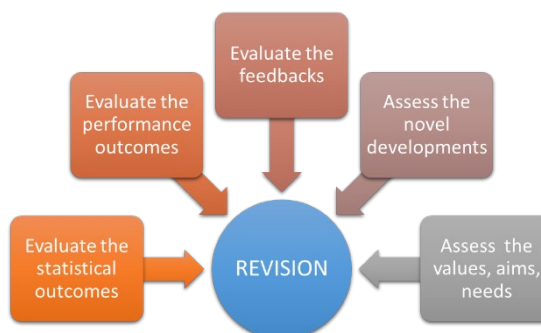 Evaluate the
feedbacks
Evaluate the
performance
outcomes
Assess the
novel
developments
Evaluate the
statistical
outcomes
REVISION
Assess the
values, aims,
needs